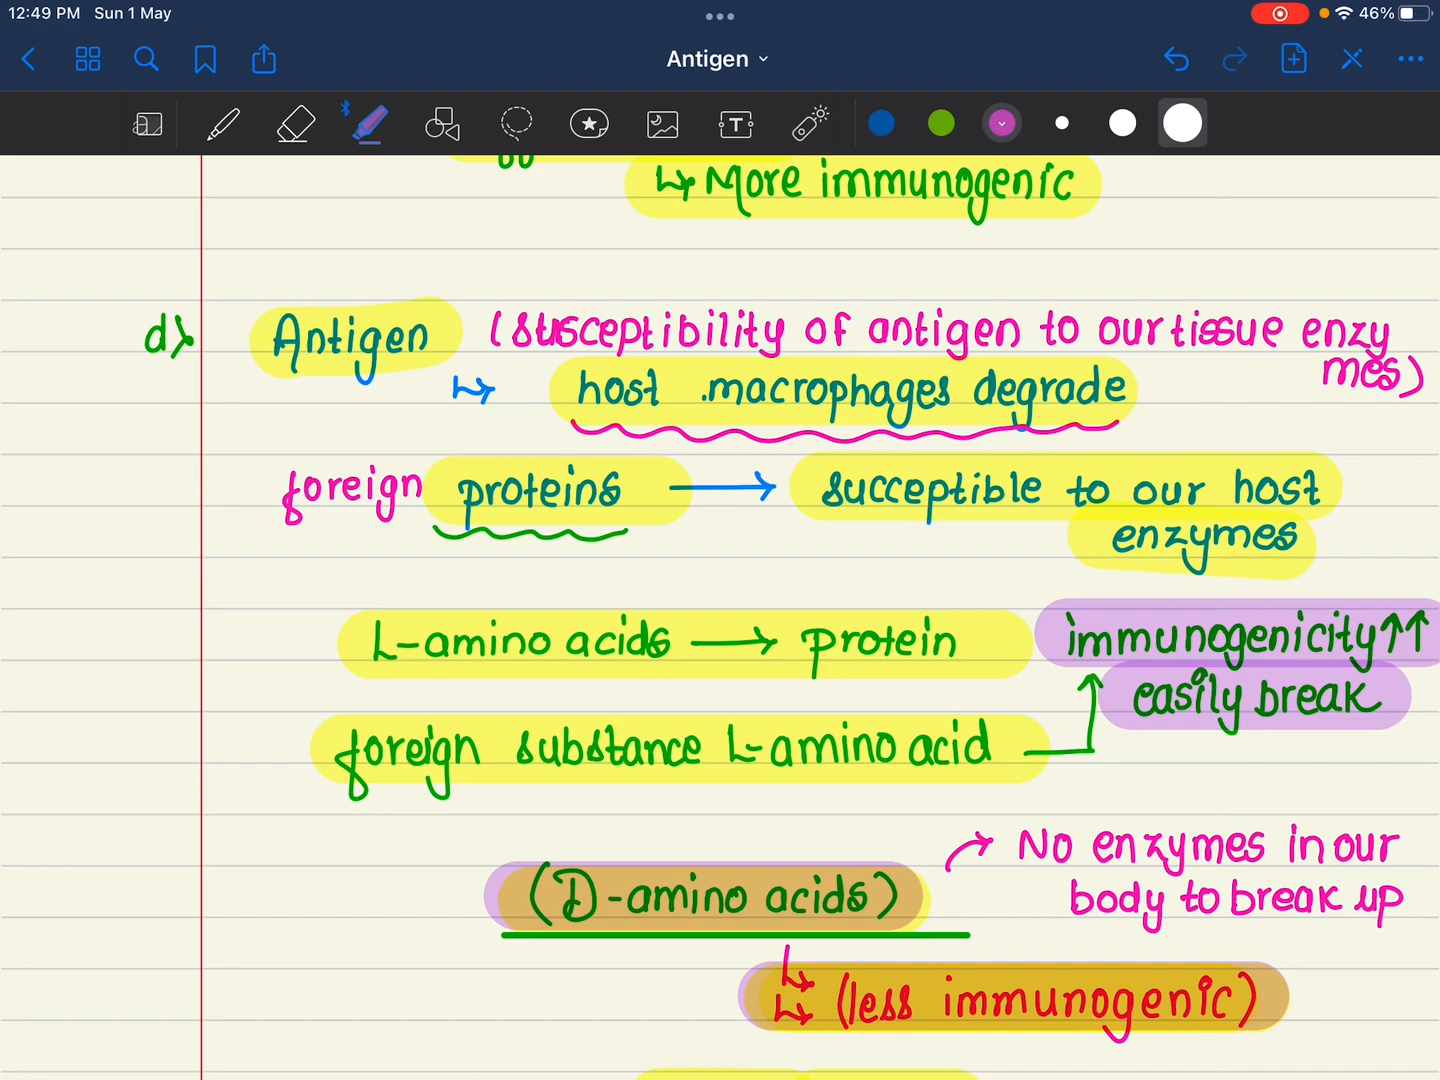 12:49 PM Sun 1 May
46%
Antigen
↳ More immunogenic
d) Antigen (susceptibility of antigen to our tissue enzy
mes)
↳ host macrophages degrade
foreign proteins → succeptible to our host
enzymes
L-amino acids → protein immunogenicity↑↑
easily break
foreign substance L-amino acid
(D-amino acids) → No enzymes in our
body to break up
↳ (less immunogenic)